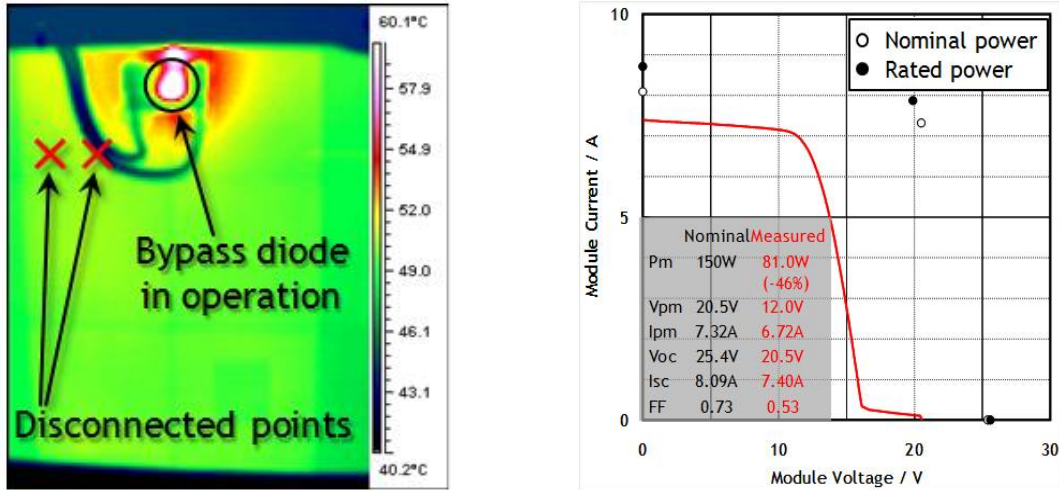 60.1°C
57.9
54.9
52.0
49.0
46.1
43.1
40.2°C
Bypass diode
in operation
Disconnected points
10
5
0
0
10
20
30
Module Current / A
Module Voltage / V
Nominal power
Rated power
Nominal Measured
Pm 150W 81.0W
(-46%)
Vpm 20.5V 12.0V
Ipm 7.32A 6.72A
Voc 25.4V 20.5V
Isc 8.09A 7.40A
FF 0.73 0.53